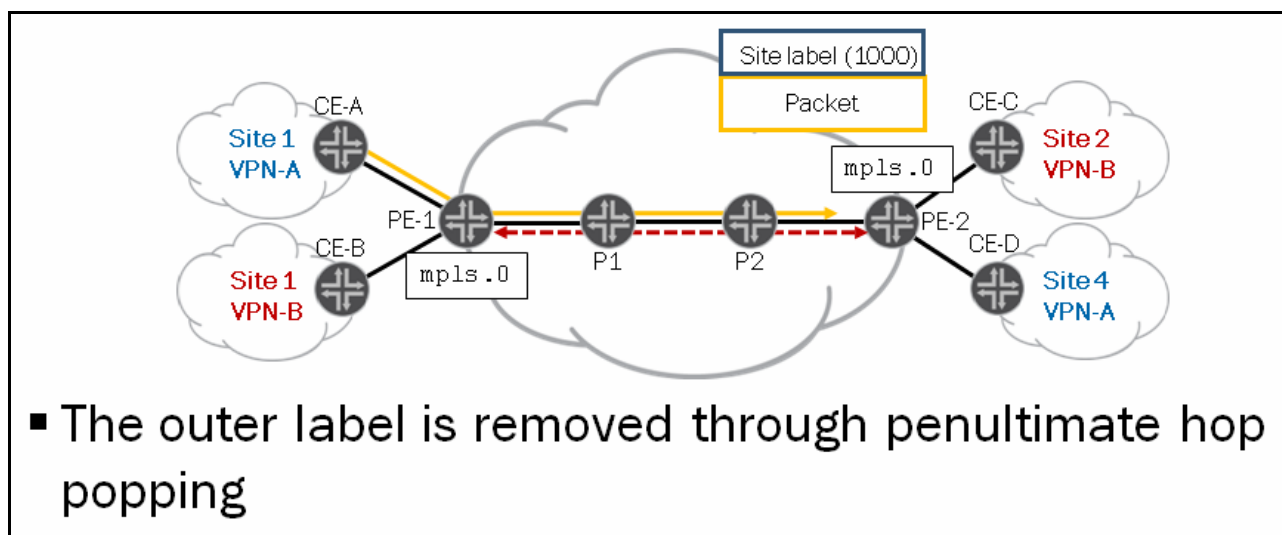 Site label (1000)
Packet
CE-A
Site 1
VPN-A
CE-C
Site 2
VPN-B
mpls.0
PE-1
P1
P2
PE-2
CE-B
Site 1
VPN-B
mpls.0
CE-D
Site 4
VPN-A
▪ The outer label is removed through penultimate hop
popping